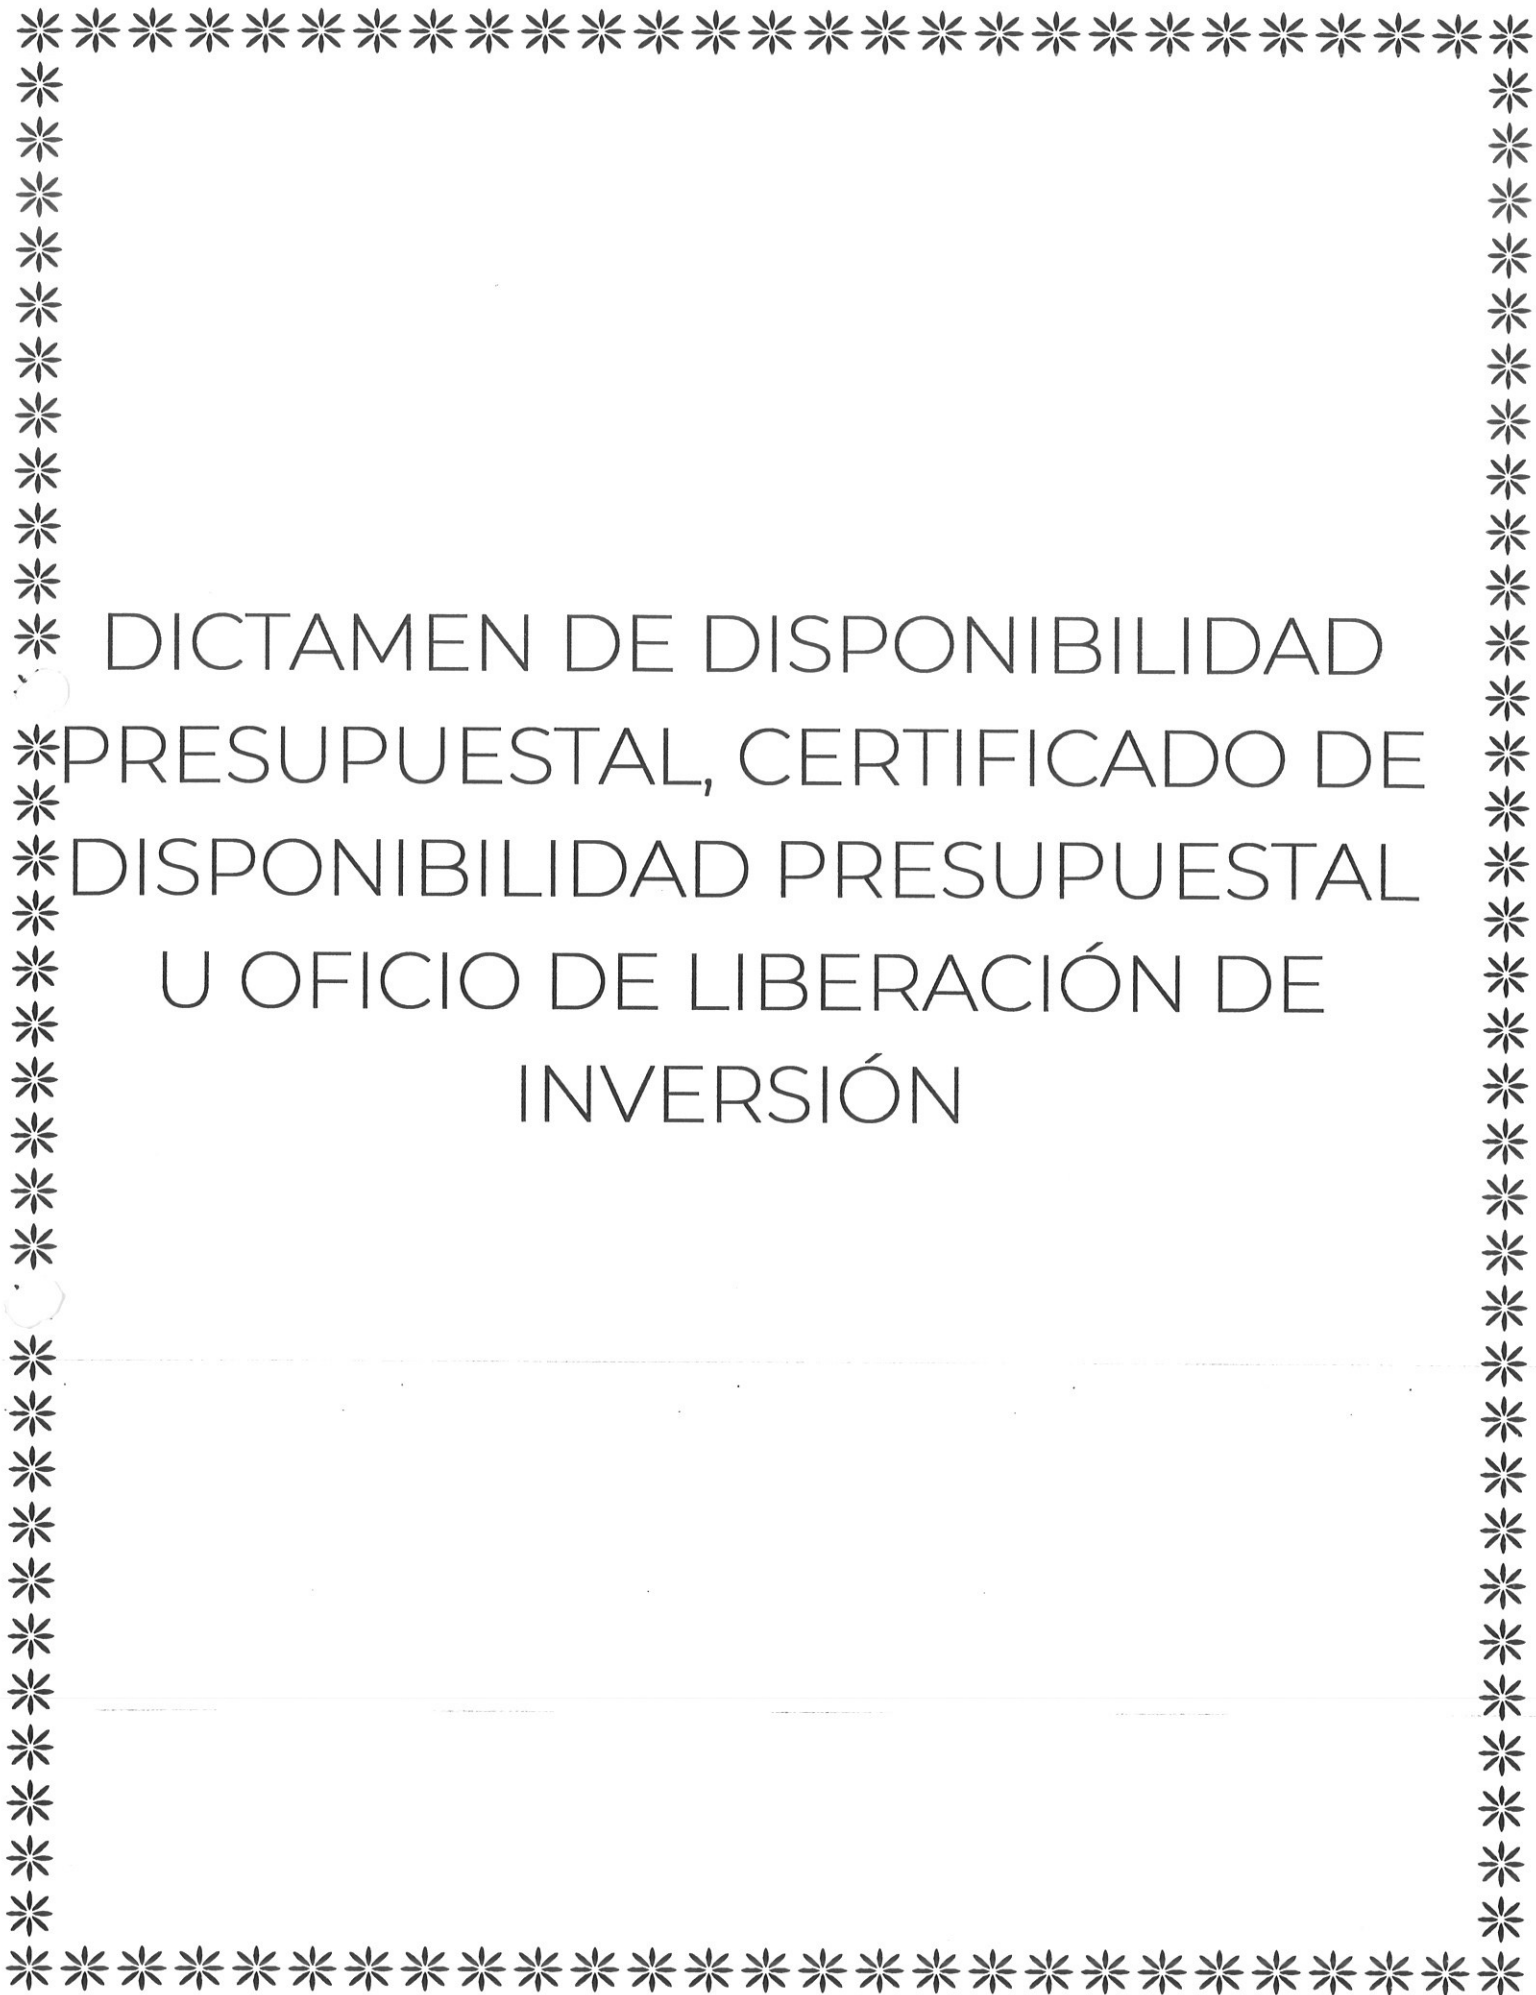 DICTAMEN DE DISPONIBILIDAD
PRESUPUESTAL, CERTIFICADO DE
DISPONIBILIDAD PRESUPUESTAL
U OFICIO DE LIBERACIÓN DE
INVERSIÓN